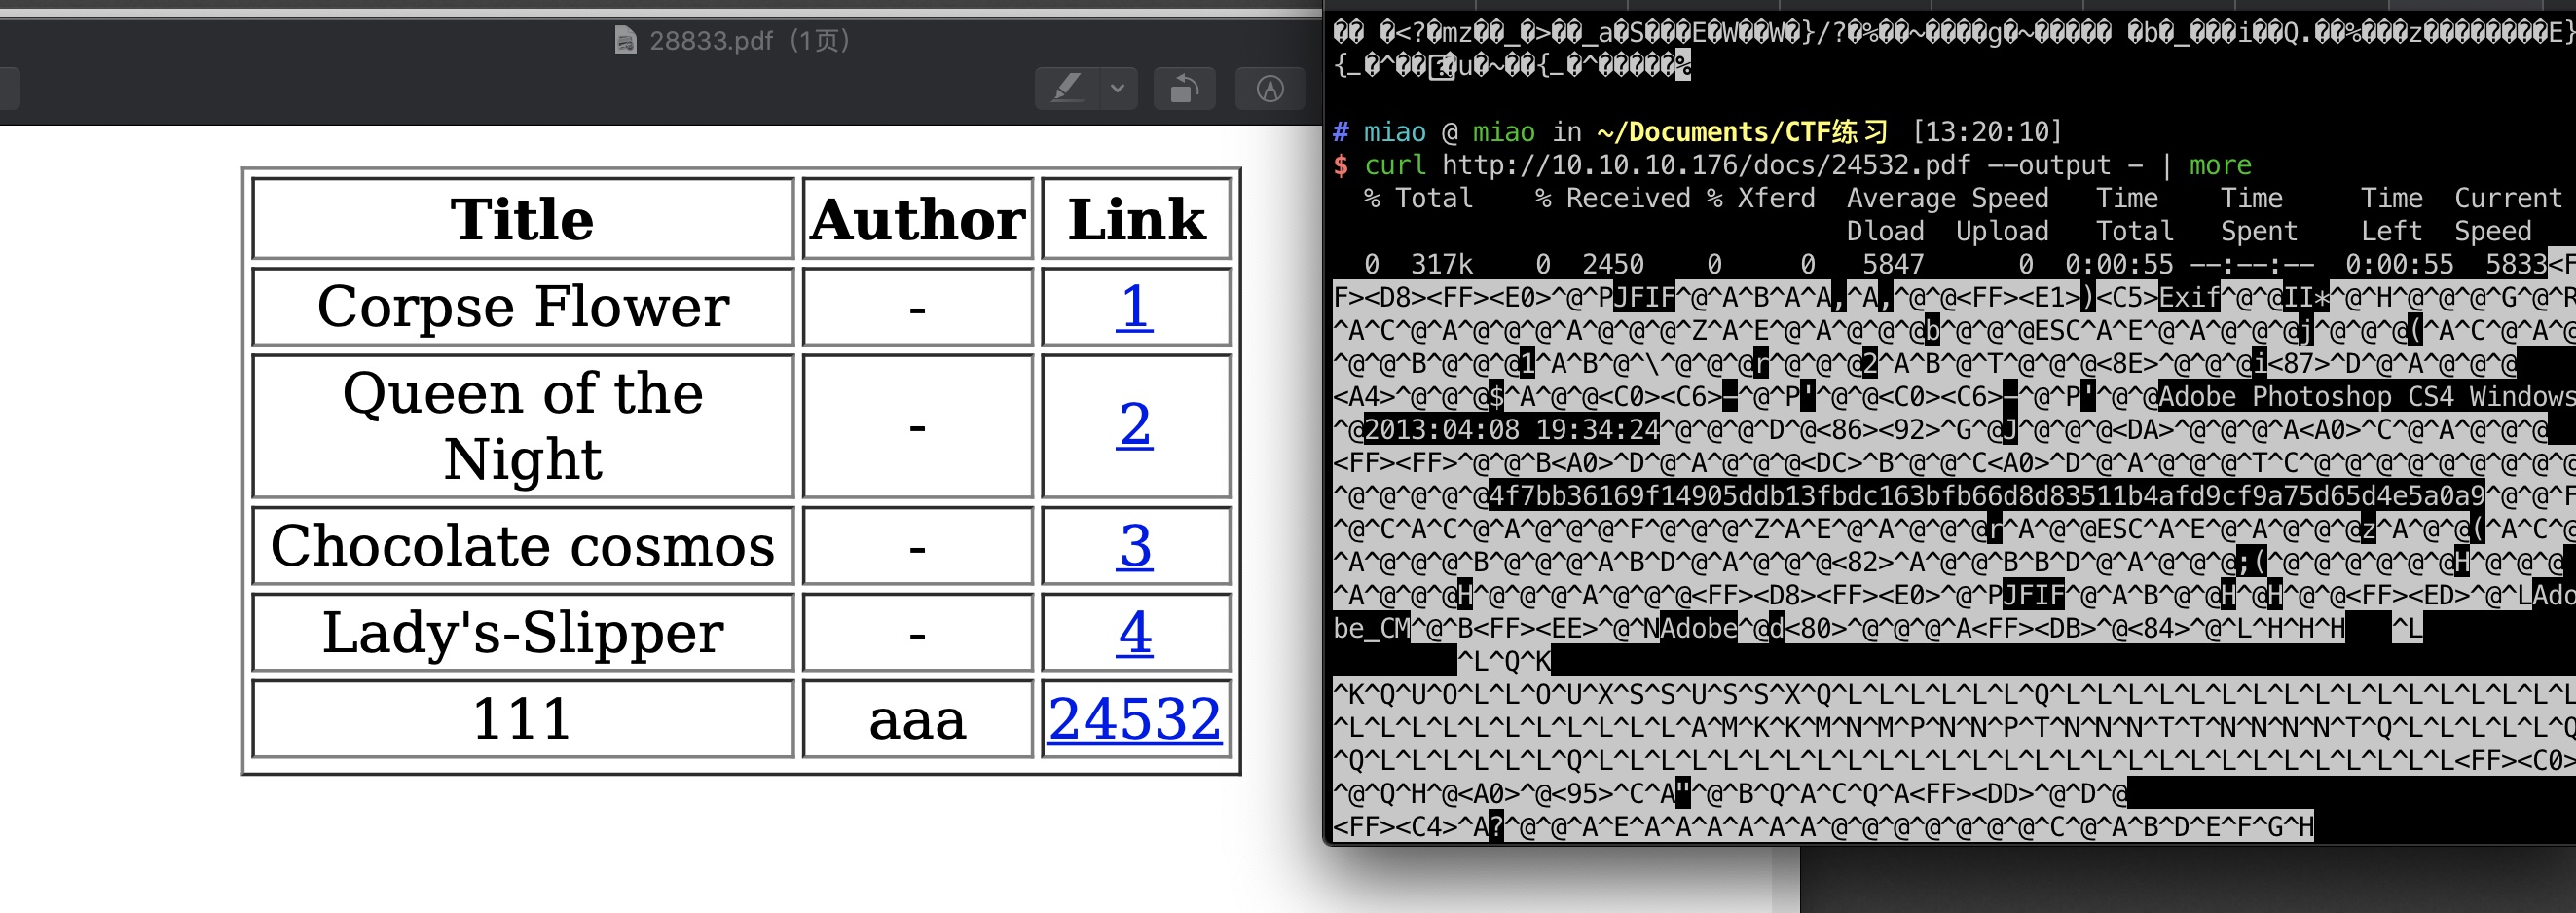 28833.pdf (1页)
Title Author Link
Corpse Flower - 1
Queen of the
Night - 2
Chocolate cosmos - 3
Lady's-Slipper - 4
111 aaa 24532
# miao @ miao in ~/Documents/CTF练习 [13:20:10]
$ curl http://10.10.10.176/docs/24532.pdf --output - | more
% Total % Received % Xferd Average Speed Time Time Time Current
Dload Upload Total Spent Left Speed
0 317k 0 2450 0 0 5847 0 0:00:55 --:--:-- 0:00:55 5833<F
F><D8><FF><E0>^@^PJFIF^@^A^B^A^A,^A,^@^@<FF><E1>)<C5>Exif^@^@II*^@^H^@^@^@^G^@^R
^A^C^@^A^@^@^@^A^@^@^@^Z^A^E^@^A^@^@^@b^@^@^@ESC^A^E^@^A^@^@^@j^@^@^@(^A^C^@^A^@
^@^@^B^@^@^@1^A^B^@^\^@^@^@r^@^@^@2^A^B^@^T^@^@^@<8E>^@^@^@i<87>^D^@^A^@^@^@
<A4>^@^@^@$^A^@^@<C0><C6>-^@^P'^@^@<C0><C6>-^@^P'^@^@Adobe Photoshop CS4 Windows
^@2013:04:08 19:34:24^@^@^@^@^D^@<86><92>^G^@J^@^@^@<DA>^@^@^@^A<A0>^C^@^A^@^@^@
<FF><FF>^@^@^B<A0>^D^@^A^@^@^@<DC>^B^@^@^C<A0>^D^@^A^@^@^@^T^C^@^@^@^@^@^@^@^@^@
^@^@^@^@^@4f7bb36169f14905ddb13fbdc163bfb66d8d83511b4afd9cf9a75d65d4e5a0a9^@^@^F
^@^C^A^C^@^A^@^@^@^F^@^@^@^Z^A^E^@^A^@^@^@r^A^@^@ESC^A^E^@^A^@^@^@z^A^@^@(^A^C^@
^A^@^@^@^B^@^@^@^A^B^D^@^A^@^@^@<82>^A^@^@^B^B^D^@^A^@^@^@;(^@^@^@^@^@^@H^@^@^@
^A^@^@^@H^@^@^@^A^@^@^@<FF><D8><FF><E0>^@^PJFIF^@^A^B^@^@H^@H^@^@<FF><ED>^@^LAdo
be_CM^@^B<FF><EE>^@^NAdobe^@d<80>^@^@^@^A<FF><DB>^@<84>^@^L^H^H^H ^L
^L^Q^K
^@^Q^H^@<A0>^@<95>^C^A"^@^B^Q^A^C^Q^A<FF><DD>^@^D^@
<FF><C4>^A?^@^@^A^E^A^A^A^A^A^A^@^@^@^@^@^@^@^C^@^A^B^D^E^F^G^H